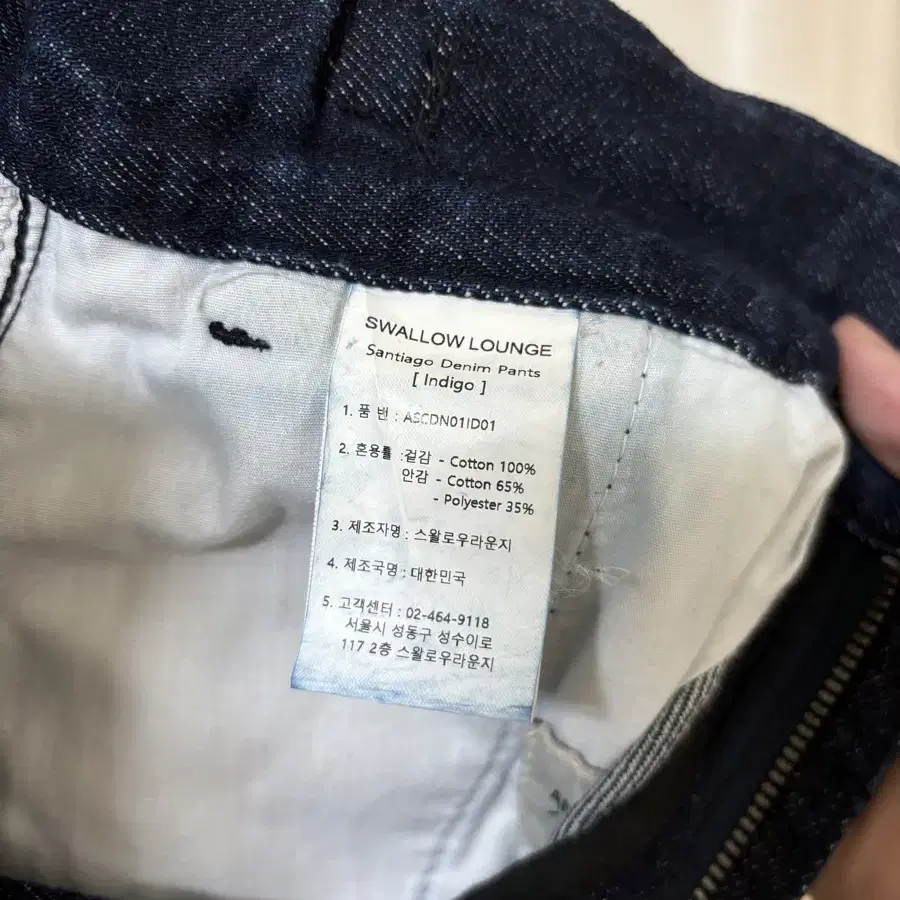 SWALLOW LOUNGE
Santiago Denim Pants
[ Indigo ]
1. 품 번 : ASCDN01ID01
2. 혼용률 :겉감 - Cotton 100%
안감 - Cotton 65%
- Polyester 35%
3. 제조자명 : 스왈로우라운지
4. 제조국명 : 대한민국
5. 고객센터 : 02-464-9118
서울시 성동구 성수이로
117 2층 스왈로우라운지